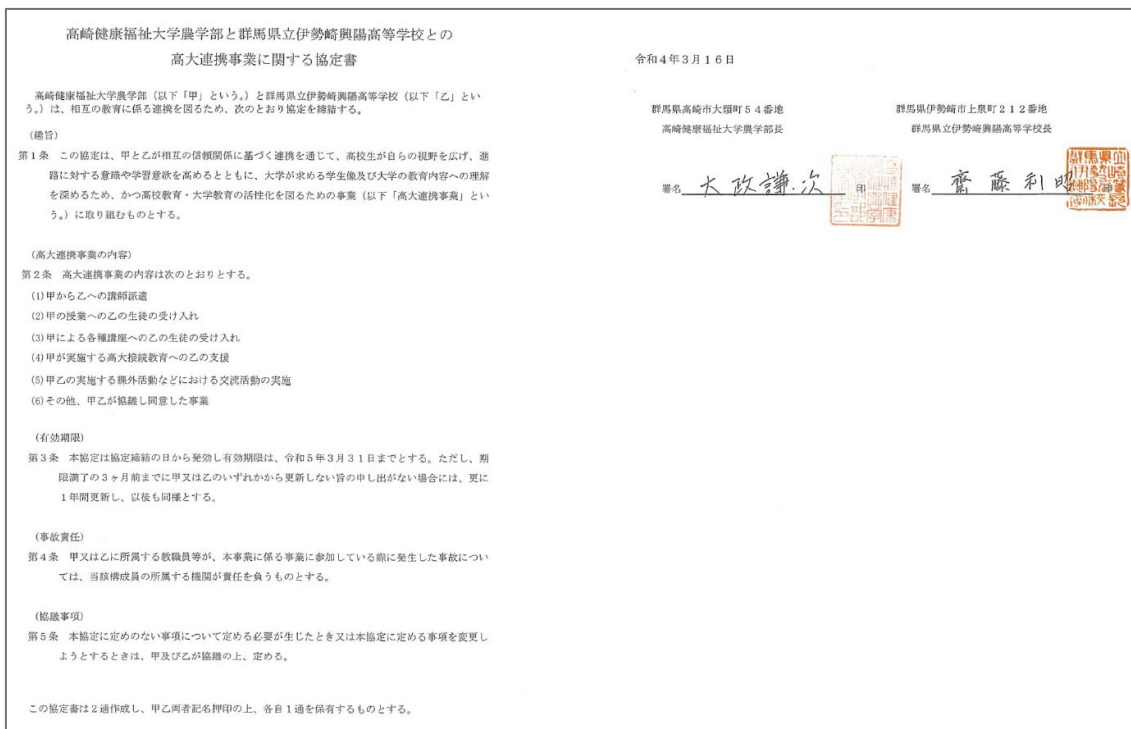 高崎健康福祉大学農学部と群馬県立伊勢崎興陽高等学校との
高大連携事業に関する協定書
高崎健康福祉大学農学部（以下「甲」という。）と群馬県立伊勢崎興陽高等学校（以下「乙」とい
う。）は、相互の教育に係る連携を図るため、次のとおり協定を締結する。
（趣旨）
第１条　この協定は、甲と乙が相互の信頼関係に基づく連携を通じて、高校生が自らの視野を広げ、進
路に対する意識や学習意欲を高めるとともに、大学が求める学生像及び大学の教育内容への理解
を深めるため、かつ高校教育・大学教育の活性化を図るための事業（以下「高大連携事業」とい
う。）に取り組むものとする。
（高大連携事業の内容）
第２条　高大連携事業の内容は次のとおりとする。
(1)甲から乙への講師派遣
(2)甲の授業への乙の生徒の受け入れ
(3)甲による各種講座への乙の生徒の受け入れ
(4)甲が実施する高大接続教育への乙の支援
(5)甲乙の実施する課外活動などにおける交流活動の実施
(6)その他、甲乙が協議し同意した事業
（有効期限）
第３条　本協定は協定締結の日から発効し有効期限は、令和５年３月３１日までとする。ただし、期
限満了の３ヶ月前までに甲又は乙のいずれかから更新しない旨の申し出がない場合には、更に
１年間更新し、以後も同様とする。
（事故責任）
第４条　甲又は乙に所属する教職員等が、本事業に係る事業に参加している際に発生した事故につい
ては、当該構成員の所属する機関が責任を負うものとする。
（協議事項）
第５条　本協定に定めのない事項について定める必要が生じたとき又は本協定に定める事項を変更し
ようとするときは、甲及び乙が協議の上、定める。
この協定書は２通作成し、甲乙両者記名押印の上、各自１通を保有するものとする。
令和４年３月１６日
群馬県高崎市大類町５４番地
高崎健康福祉大学農学部長
署名 大政謙次 印
群馬県伊勢崎市上泉町２１２番地
群馬県立伊勢崎興陽高等学校長
署名 齋藤利昭